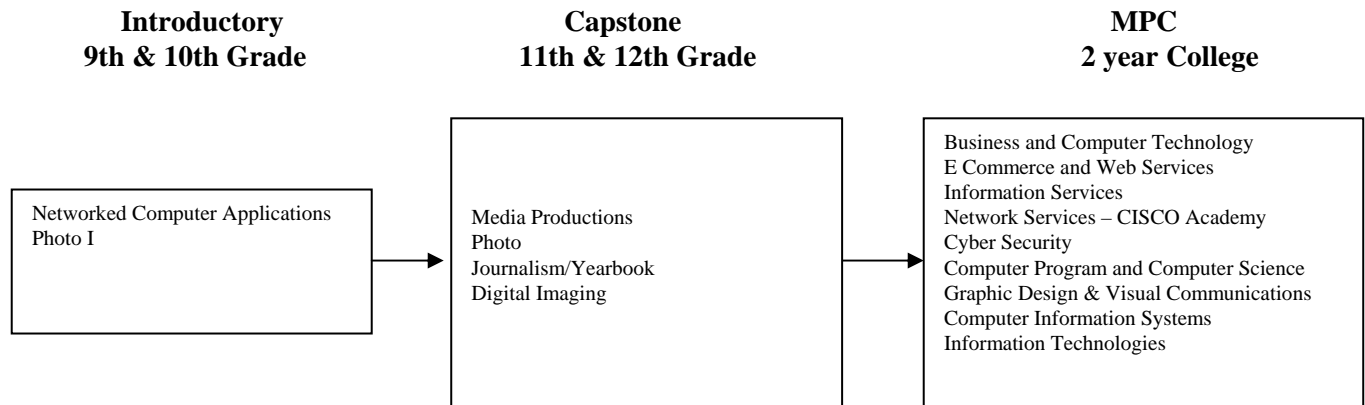 Introductory
9th & 10th Grade
Capstone
11th & 12th Grade
MPC
2 year College
Networked Computer Applications
Photo I
Media Productions
Photo
Journalism/Yearbook
Digital Imaging
Business and Computer Technology
E Commerce and Web Services
Information Services
Network Services – CISCO Academy
Cyber Security
Computer Program and Computer Science
Graphic Design & Visual Communications
Computer Information Systems
Information Technologies